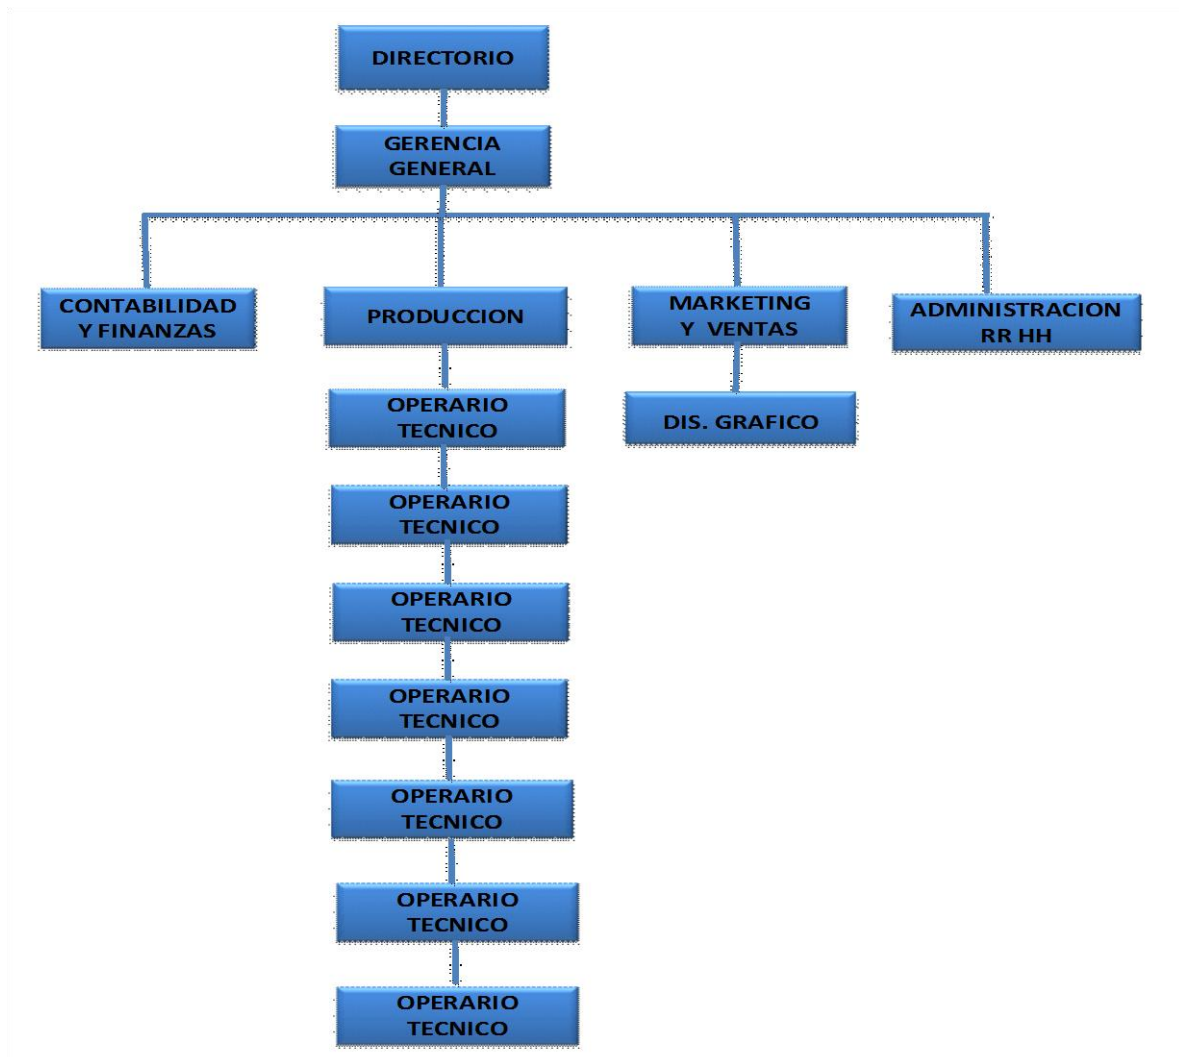 DIRECTORIO
GERENCIA
GENERAL
CONTABILIDAD
Y FINANZAS
PRODUCCION
MARKETING
Y VENTAS
ADMINISTRACION
RR HH
OPERARIO
TECNICO
DIS. GRAFICO
OPERARIO
TECNICO
OPERARIO
TECNICO
OPERARIO
TECNICO
OPERARIO
TECNICO
OPERARIO
TECNICO
OPERARIO
TECNICO